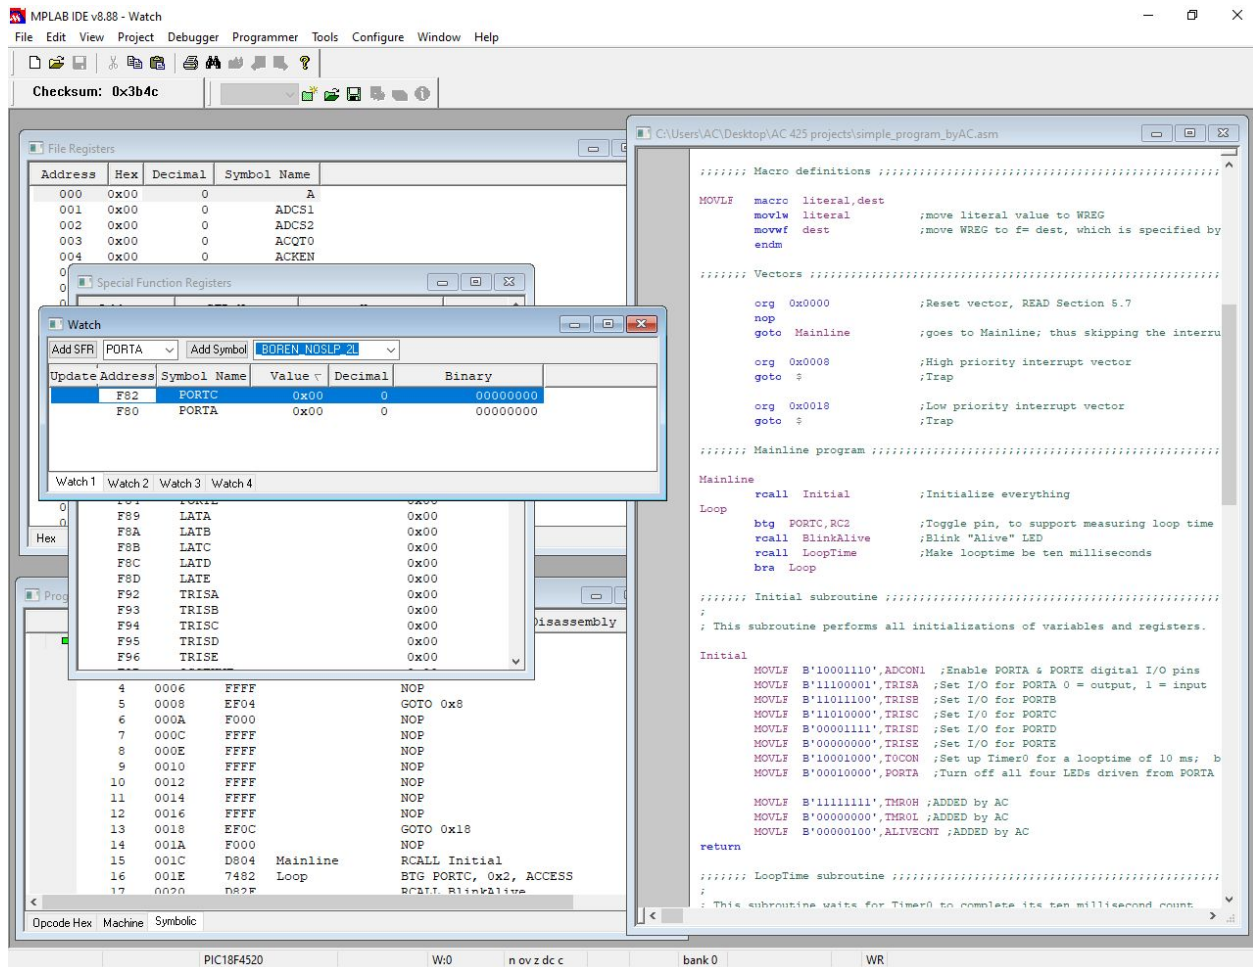 MPLAB IDE v8.88 - Watch
File Edit View Project Debugger Programmer Tools Configure Window Help
Checksum: 0x3b4c
File Registers
Address Hex Decimal Symbol Name
000 0x00 0 A
001 0x00 0 ADCS1
002 0x00 0 ADCS2
003 0x00 0 ACQT0
004 0x00 0 ACKEN
Special Function Registers
Watch
Add SFR PORTA Add Symbol _BOREN_NOSLP_2L
Update Address Symbol Name Value Decimal Binary
F82 PORTC 0x00 0 00000000
F80 PORTA 0x00 0 00000000
Watch 1 Watch 2 Watch 3 Watch 4
F89 LATA 0x00
F8A LATB 0x00
F8B LATC 0x00
F8C LATD 0x00
F8D LATE 0x00
F92 TRISA 0x00
F93 TRISB 0x00
F94 TRISC 0x00
F95 TRISD 0x00
F96 TRISE 0x00
Hex
Prog
Disassembly
4 0006 FFFF NOP
5 0008 EF04 GOTO 0x8
6 000A F000 NOP
7 000C FFFF NOP
8 000E FFFF NOP
9 0010 FFFF NOP
10 0012 FFFF NOP
11 0014 FFFF NOP
12 0016 FFFF NOP
13 0018 EF0C GOTO 0x18
14 001A F000 NOP
15 001C D804 Mainline RCALL Initial
16 001E 7482 Loop BTG PORTC, 0x2, ACCESS
17 0020 D82F RCALL BlinkAlive
Opcode Hex Machine Symbolic
C:\Users\AC\Desktop\AC 425 projects\simple_program_byAC.asm
;;;;;;; Macro definitions ;;;;;;;;;;;;;;;;;;;;;;;;;;;;;;;;;;;;;;;;;;;;;;;;;;
MOVLF macro literal,dest
movlw literal ;move literal value to WREG
movwf dest ;move WREG to f= dest, which is specified by
endm
;;;;;;; Vectors ;;;;;;;;;;;;;;;;;;;;;;;;;;;;;;;;;;;;;;;;;;;;;;;;;;;;;;;;;;;;
org 0x0000 ;Reset vector, READ Section 5.7
nop
goto Mainline ;goes to Mainline; thus skipping the interru
org 0x0008 ;High priority interrupt vector
goto $ ;Trap
org 0x0018 ;Low priority interrupt vector
goto $ ;Trap
;;;;;;; Mainline program ;;;;;;;;;;;;;;;;;;;;;;;;;;;;;;;;;;;;;;;;;;;;;;;;;;;
Mainline
rcall Initial ;Initialize everything
Loop
btg PORTC,RC2 ;Toggle pin, to support measuring loop time
rcall BlinkAlive ;Blink "Alive" LED
rcall LoopTime ;Make looptime be ten milliseconds
bra Loop
;;;;;;; Initial subroutine ;;;;;;;;;;;;;;;;;;;;;;;;;;;;;;;;;;;;;;;;;;;;;;;;;
;
; This subroutine performs all initializations of variables and registers.
Initial
MOVLF B'10001110',ADCON1 ;Enable PORTA & PORTE digital I/O pins
MOVLF B'11100001',TRISA ;Set I/O for PORTA 0 = output, 1 = input
MOVLF B'11011100',TRISB ;Set I/O for PORTB
MOVLF B'11010000',TRISC ;Set I/0 for PORTC
MOVLF B'00001111',TRISD ;Set I/O for PORTD
MOVLF B'00000000',TRISE ;Set I/O for PORTE
MOVLF B'10001000',T0CON ;Set up Timer0 for a looptime of 10 ms; b
MOVLF B'00010000',PORTA ;Turn off all four LEDs driven from PORTA
MOVLF B'11111111',TMR0H ;ADDED by AC
MOVLF B'00000000',TMR0L ;ADDED by AC
MOVLF B'00000100',ALIVECNT ;ADDED by AC
return
;;;;;;; LoopTime subroutine ;;;;;;;;;;;;;;;;;;;;;;;;;;;;;;;;;;;;;;;;;;;;;;;;
;
; This subroutine waits for Timer0 to complete its ten millisecond count
PIC18F4520 W:0 n ov z dc c bank 0 WR